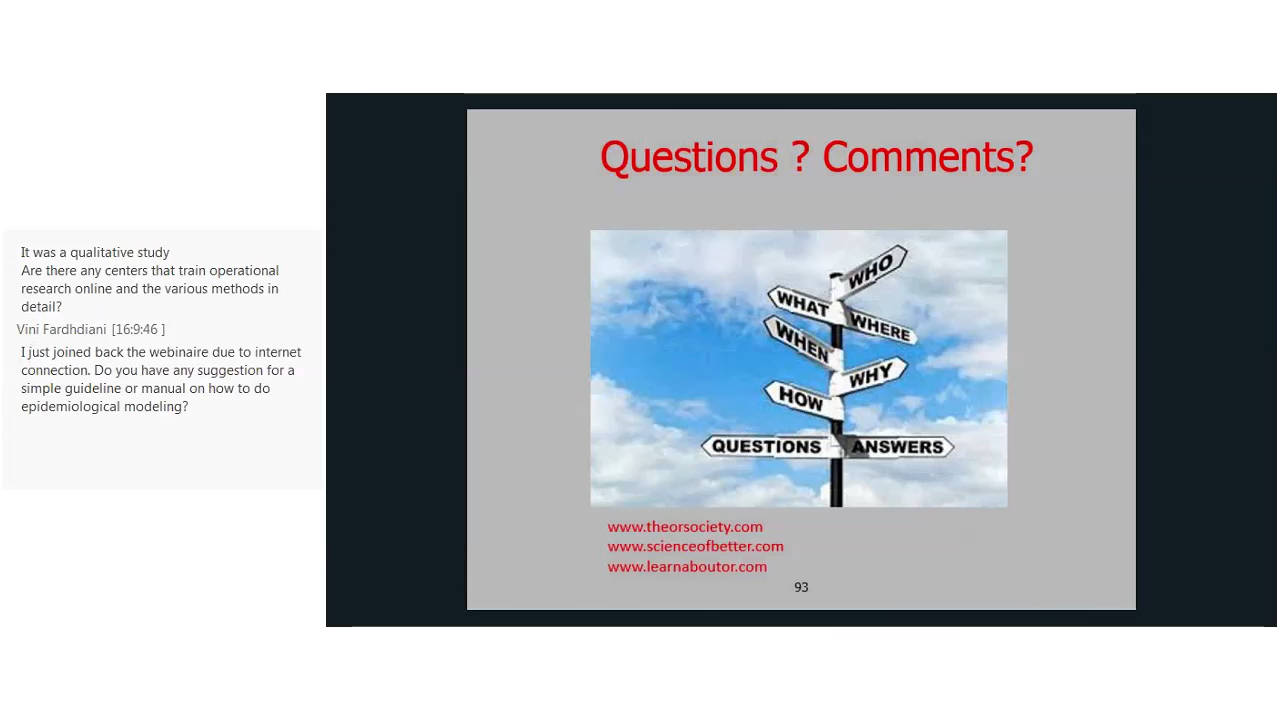 It was a qualitative study
Are there any centers that train operational
research online and the various methods in
detail?
Vini Fardhdiani [16:9:46 ]
I just joined back the webinaire due to internet
connection. Do you have any suggestion for a
simple guideline or manual on how to do
epidemiological modeling?
Questions ? Comments?
WHO
WHAT
WHERE
WHEN
WHY
HOW
QUESTIONS ANSWERS
www.theorsociety.com
www.scienceofbetter.com
www.learnaboutor.com
93